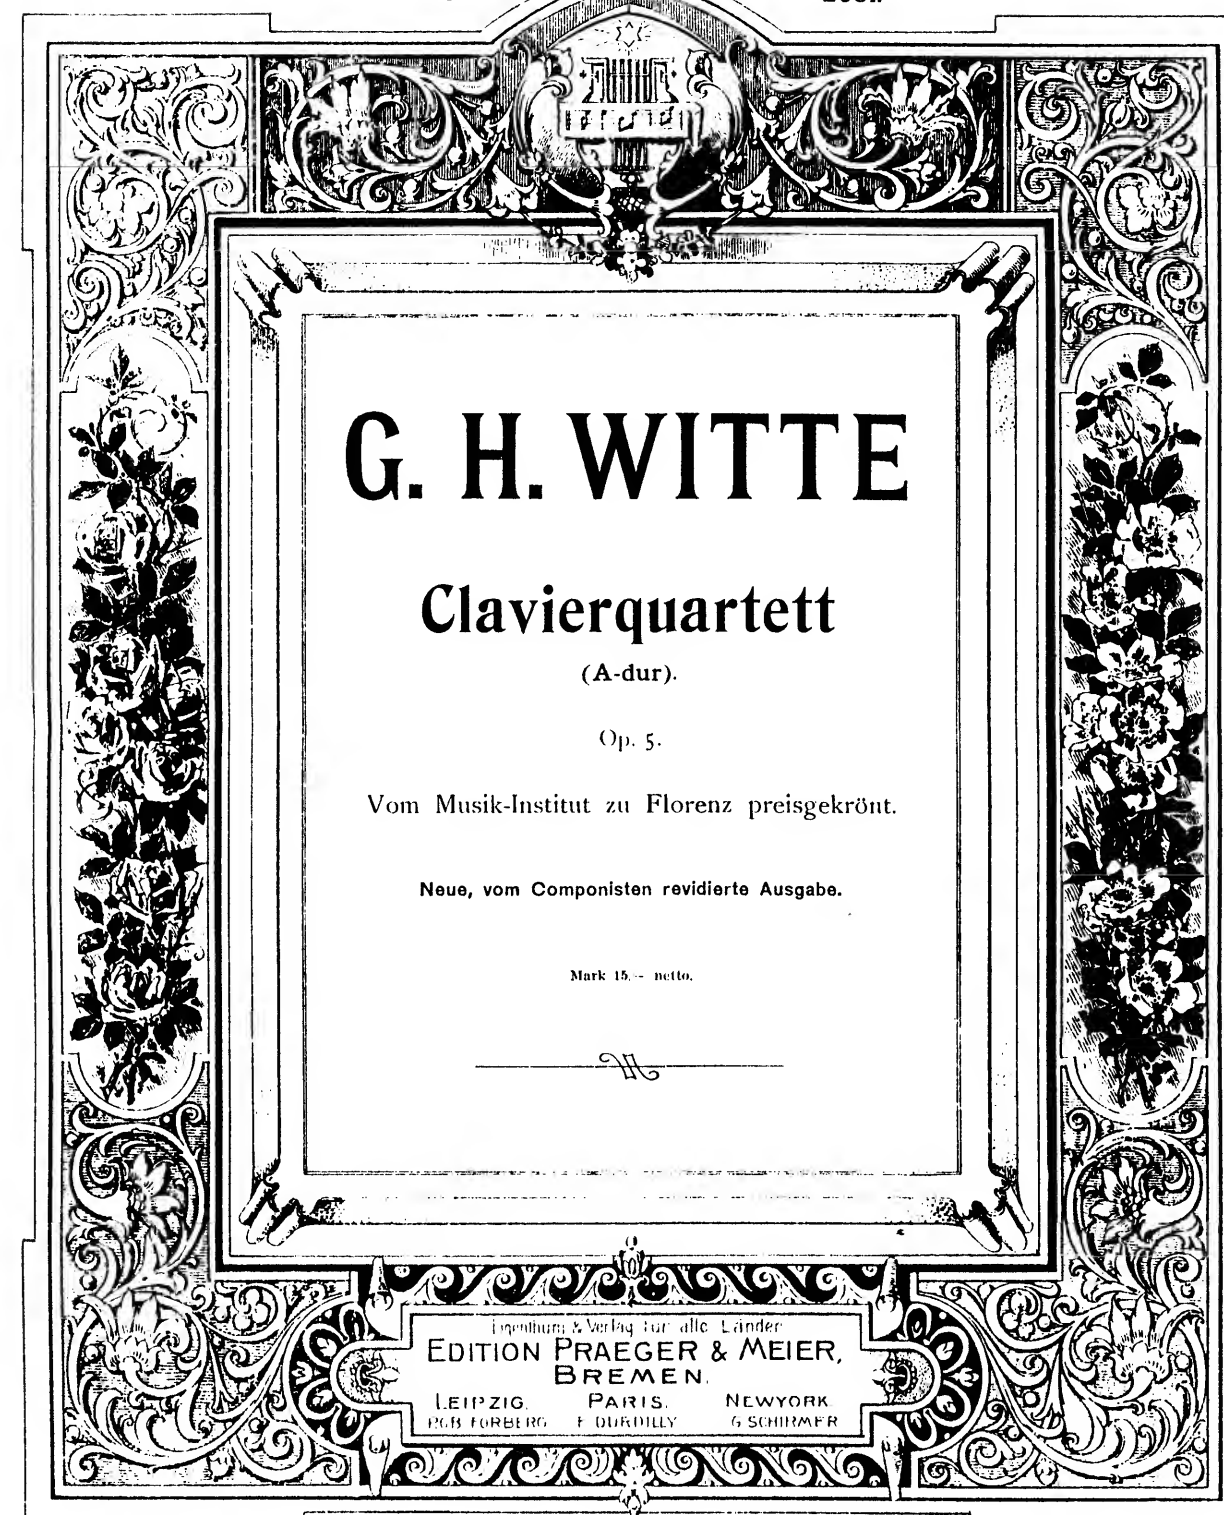 G. H. WITTE
Clavierquartett
(A-dur).
Op. 5.
Vom Musik-Institut zu Florenz preisgekrönt.
Neue, vom Componisten revidierte Ausgabe.
Mark 15.-- netto.
Eigenthum & Verlag für alle Länder
EDITION PRAEGER & MEIER,
BREMEN.
LEIPZIG. PARIS. NEWYORK.
FORBERG G SCHIRMER